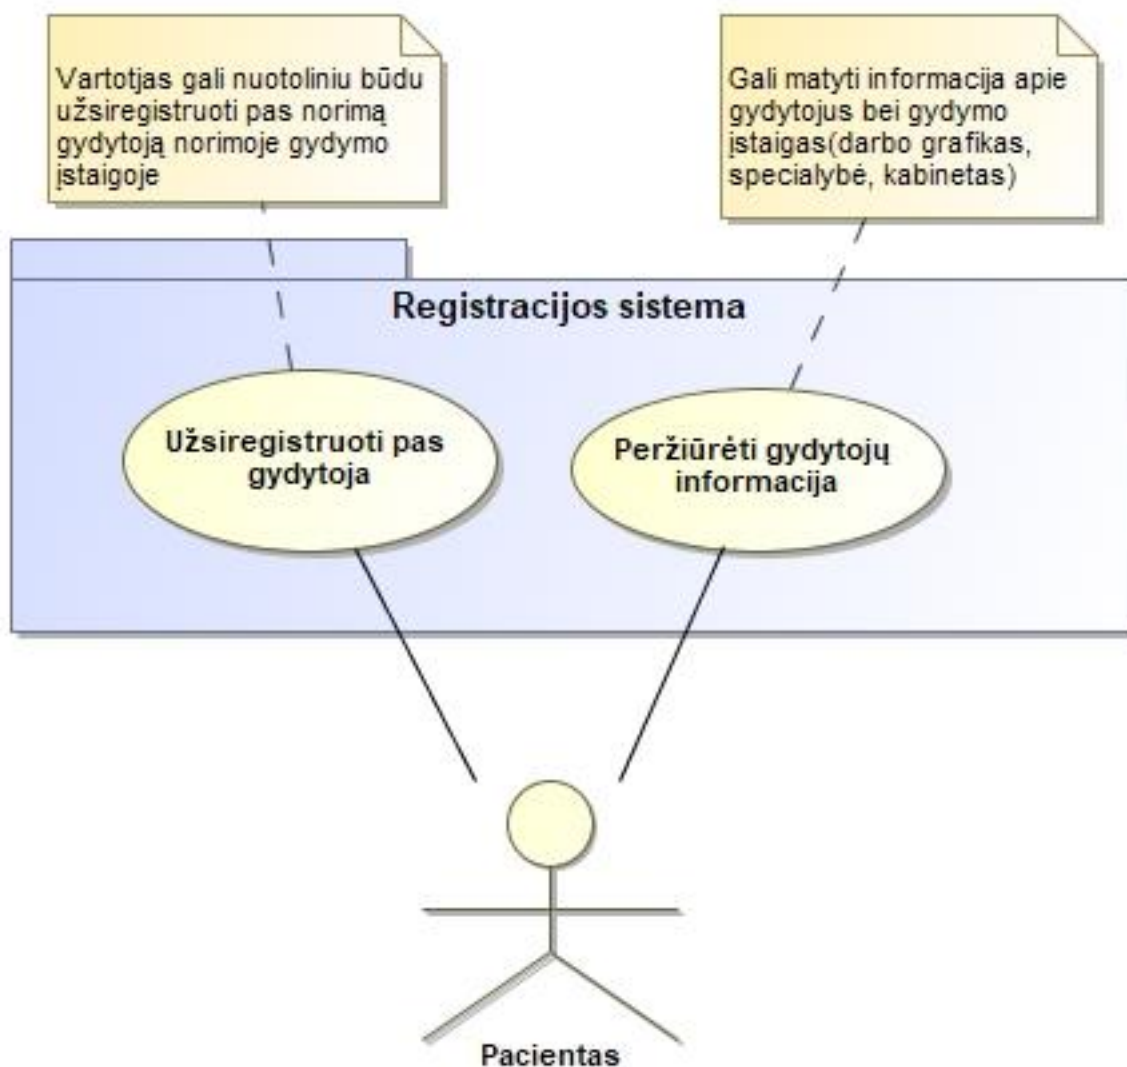 Vartotjas gali nuotoliniu būdu
užsiregistruoti pas norimą
gydytoją norimoje gydymo
įstaigoje
Gali matyti informacija apie
gydytojus bei gydymo
įstaigas(darbo grafikas,
specialybė, kabinetas)
Registracijos sistema
Užsiregistruoti pas
gydytoja
Peržiūrėti gydytojų
informacija
Pacientas